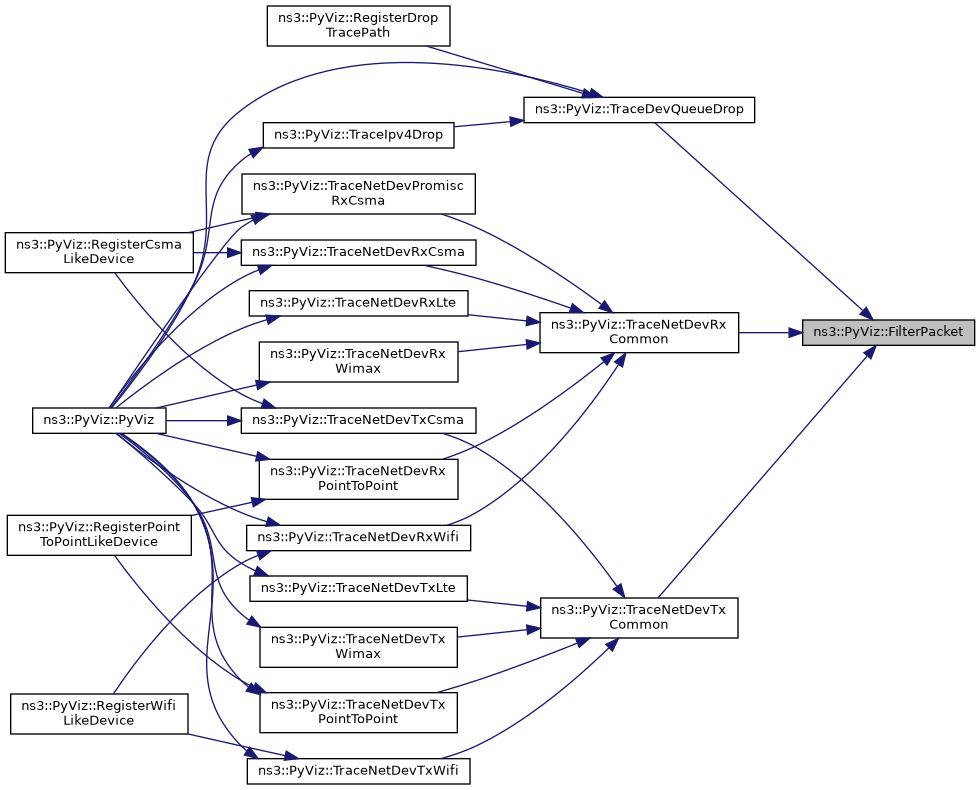 ns3::PyViz::RegisterDrop
TracePath
ns3::PyViz::TraceDevQueueDrop
ns3::PyViz::TraceIpv4Drop
ns3::PyViz::TraceNetDevPromisc
RxCsma
ns3::PyViz::RegisterCsma
LikeDevice
ns3::PyViz::TraceNetDevRxCsma
ns3::PyViz::TraceNetDevRxLte
ns3::PyViz::TraceNetDevRx
Common
ns3::PyViz::FilterPacket
ns3::PyViz::TraceNetDevRx
Wimax
ns3::PyViz::PyViz
ns3::PyViz::TraceNetDevTxCsma
ns3::PyViz::TraceNetDevRx
PointToPoint
ns3::PyViz::RegisterPoint
ToPointLikeDevice
ns3::PyViz::TraceNetDevRxWifi
ns3::PyViz::TraceNetDevTxLte
ns3::PyViz::TraceNetDevTx
Common
ns3::PyViz::TraceNetDevTx
Wimax
ns3::PyViz::RegisterWifi
LikeDevice
ns3::PyViz::TraceNetDevTx
PointToPoint
ns3::PyViz::TraceNetDevTxWifi